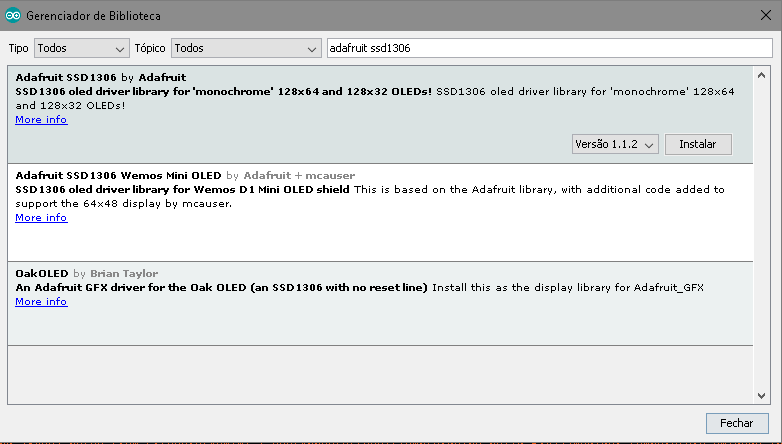 Gerenciador de Biblioteca
Tipo Todos Tópico Todos adafruit ssd1306
Adafruit SSD1306 by Adafruit
SSD1306 oled driver library for 'monochrome' 128x64 and 128x32 OLEDs! SSD1306 oled driver library for 'monochrome' 128x64
and 128x32 OLEDs!
More info
Versão 1.1.2 Instalar
Adafruit SSD1306 Wemos Mini OLED by Adafruit + mcauser
SSD1306 oled driver library for Wemos D1 Mini OLED shield This is based on the Adafruit library, with additional code added to
support the 64x48 display by mcauser.
More info
OakOLED by Brian Taylor
An Adafruit GFX driver for the Oak OLED (an SSD1306 with no reset line) Install this as the display library for Adafruit_GFX
More info
Fechar